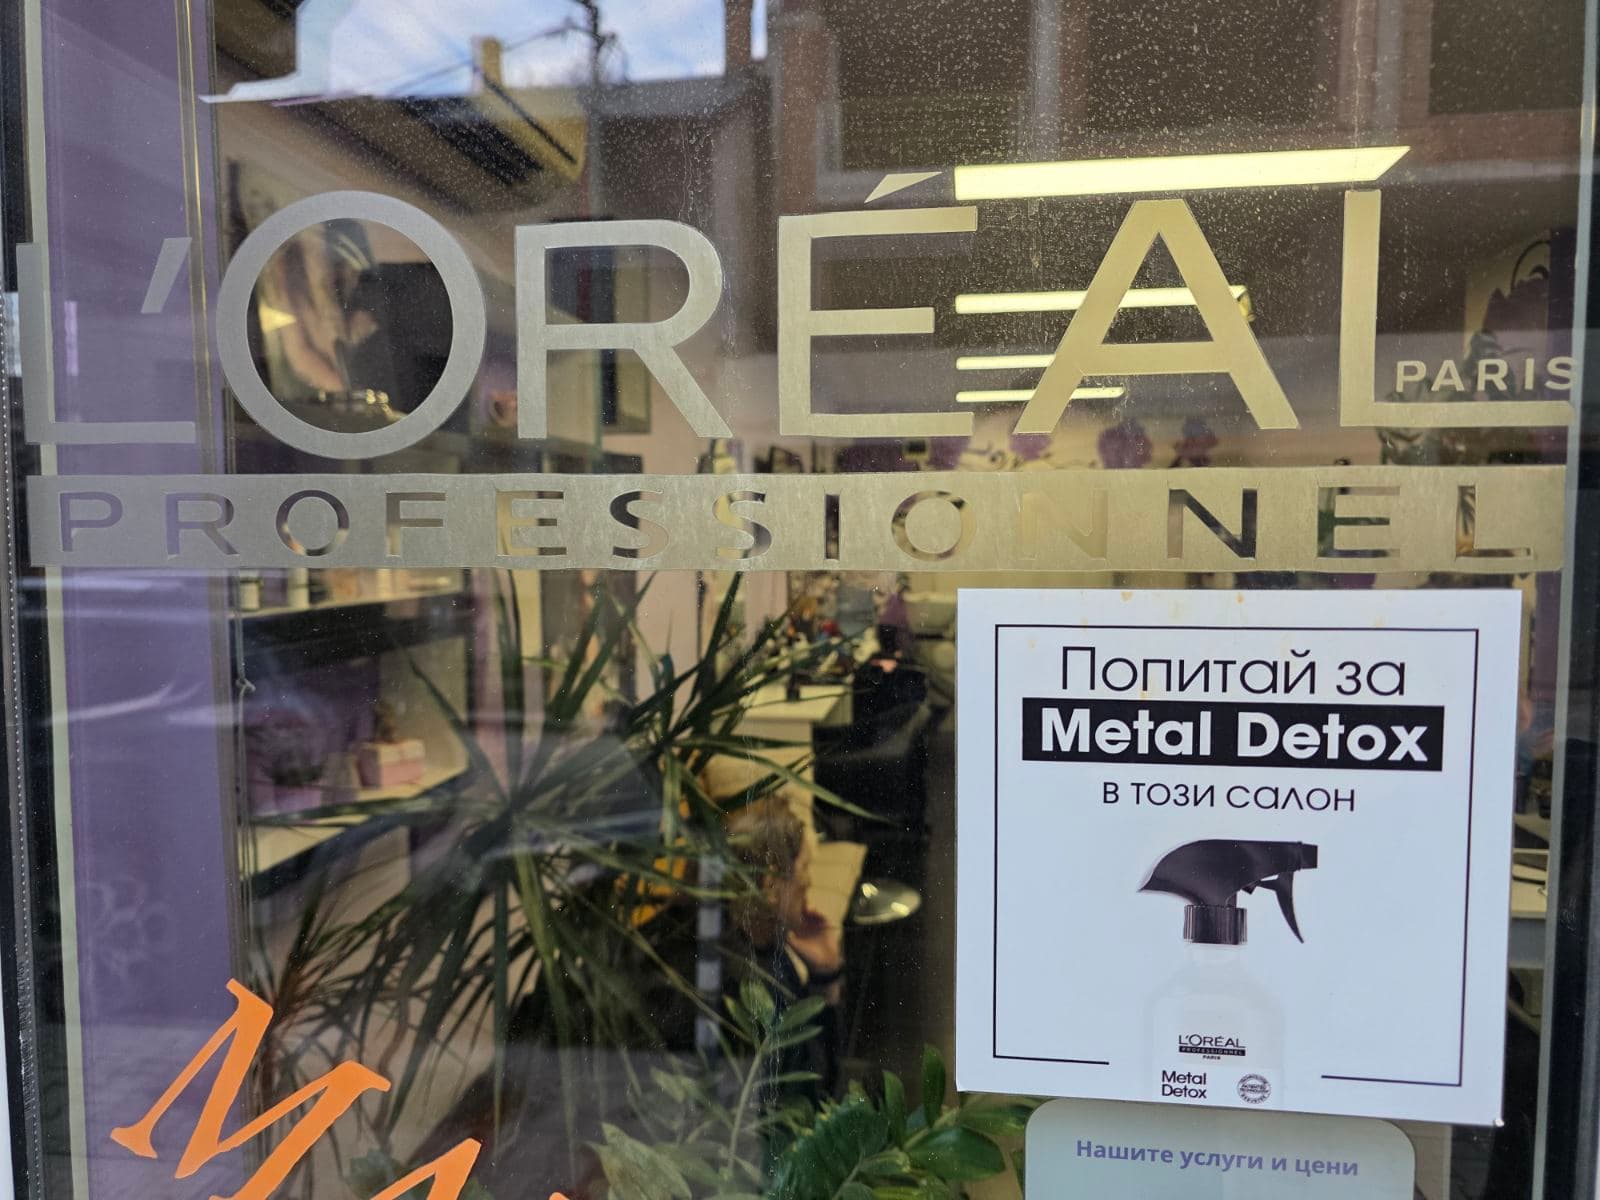 L'ORÉAL
PARIS
PROFESSIONNEL
Попитай за
Metal Detox
в този салон
L'ORÉAL
PROFESSIONNEL
PARIS
Metal
Detox
Нашите услуги и цени